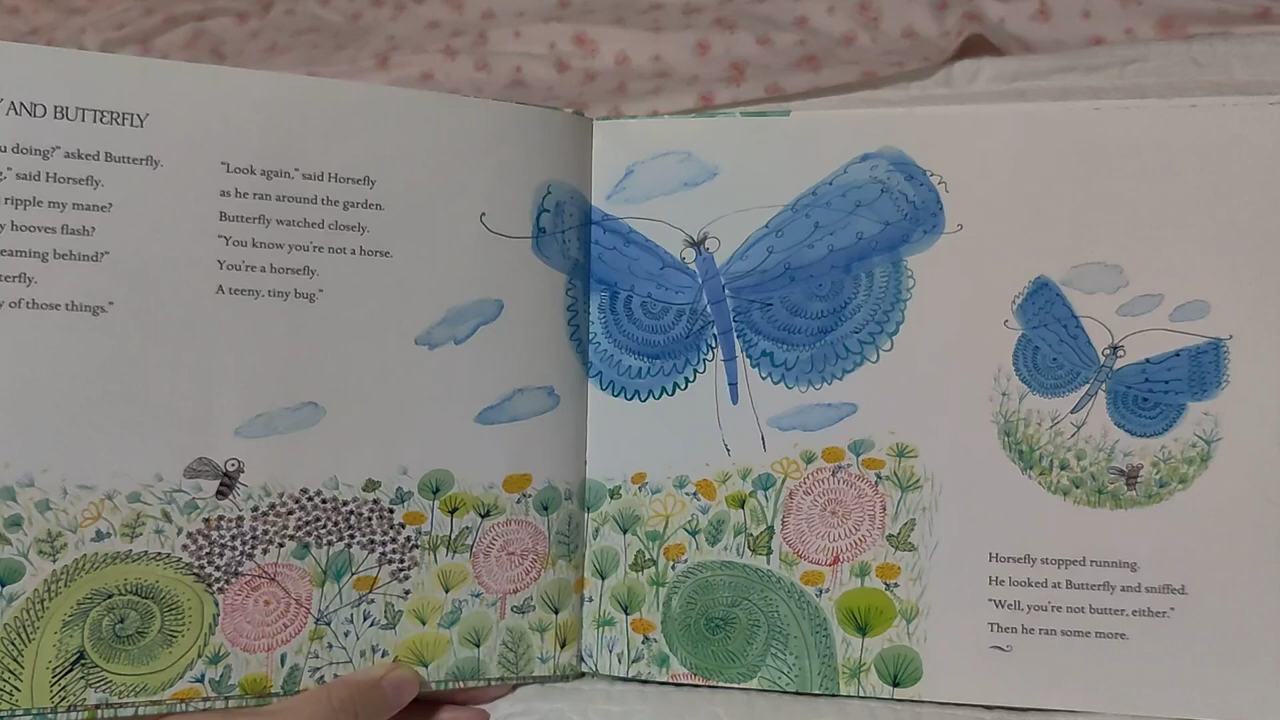 AND BUTTERFLY
doing?" asked Butterfly.
said Horsefly.
ripple my mane?
hooves flash?
behind?"
of those things."
"Look again," said Horsefly
as he ran around the garden.
Butterfly watched closely.
"You know you're not a horse.
You're a horsefly.
A teeny, tiny bug."
Horsefly stopped running.
He looked at Butterfly and sniffed.
"Well, you're not butter, either."
Then he ran some more.